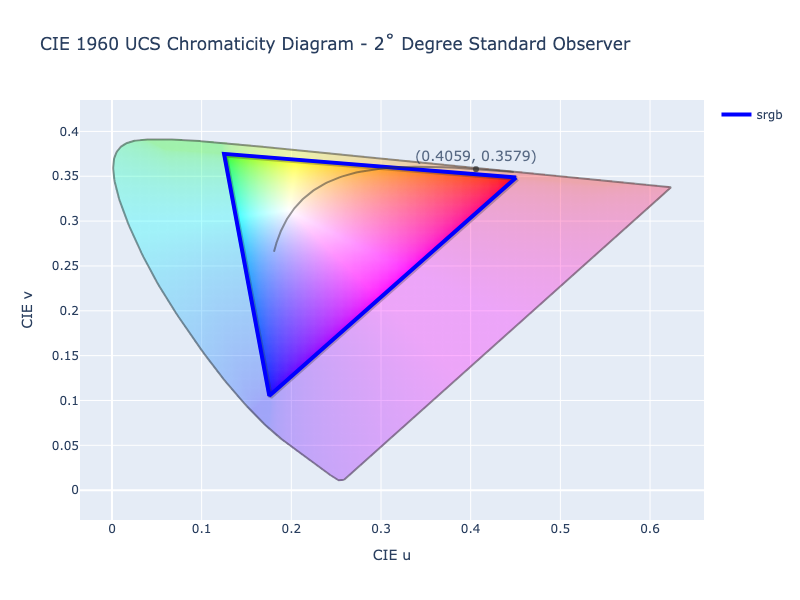 CIE 1960 UCS Chromaticity Diagram - 2˚ Degree Standard Observer
srgb
(0.4059, 0.3579)
0.4
0.35
0.3
0.25
0.2
0.15
0.1
0.05
0
CIE v
0 0.1 0.2 0.3 0.4 0.5 0.6
CIE u